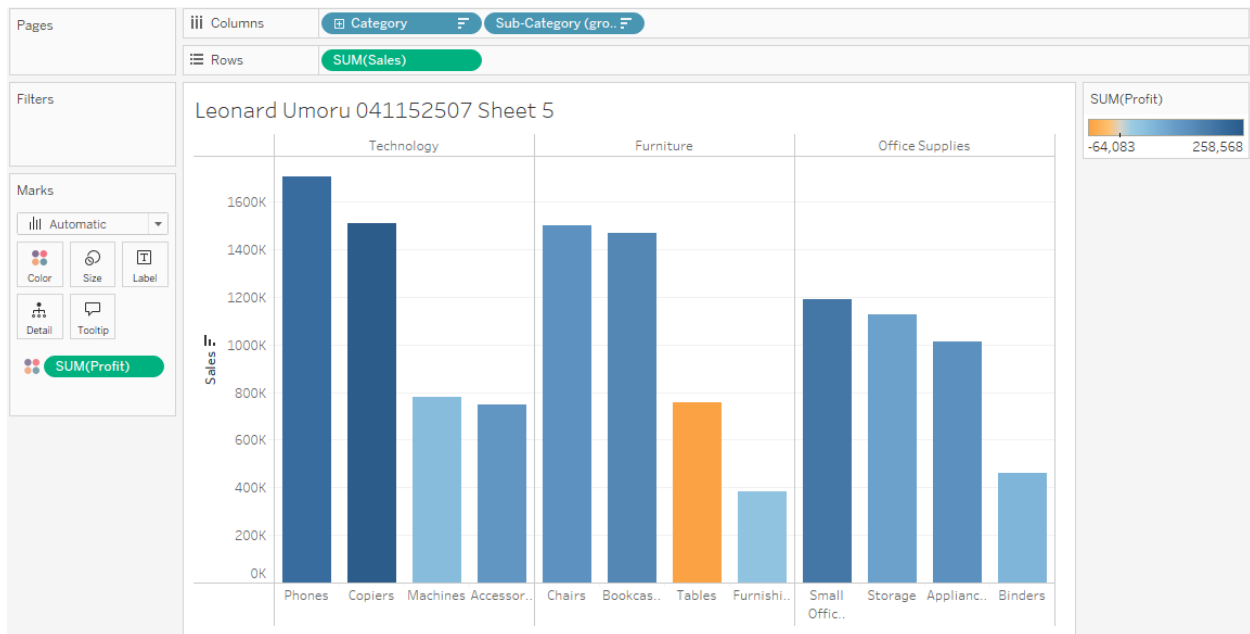 Pages
Columns
Category
Sub-Category (gro..
Rows
SUM(Sales)
Filters
Marks
Automatic
Color
Size
Label
Detail
Tooltip
SUM(Profit)
Leonard Umoru 041152507 Sheet 5
Technology
Furniture
Office Supplies
Sales
1600K
1400K
1200K
1000K
800K
600K
400K
200K
0K
Phones
Copiers
Machines
Accessor..
Chairs
Bookcas..
Tables
Furnishi..
Small
Offic..
Storage
Applianc..
Binders
SUM(Profit)
-64,083
258,568